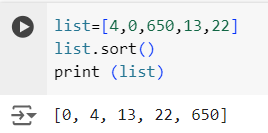 list=[4,0,650,13,22]
list.sort()
print (list)
[0, 4, 13, 22, 650]